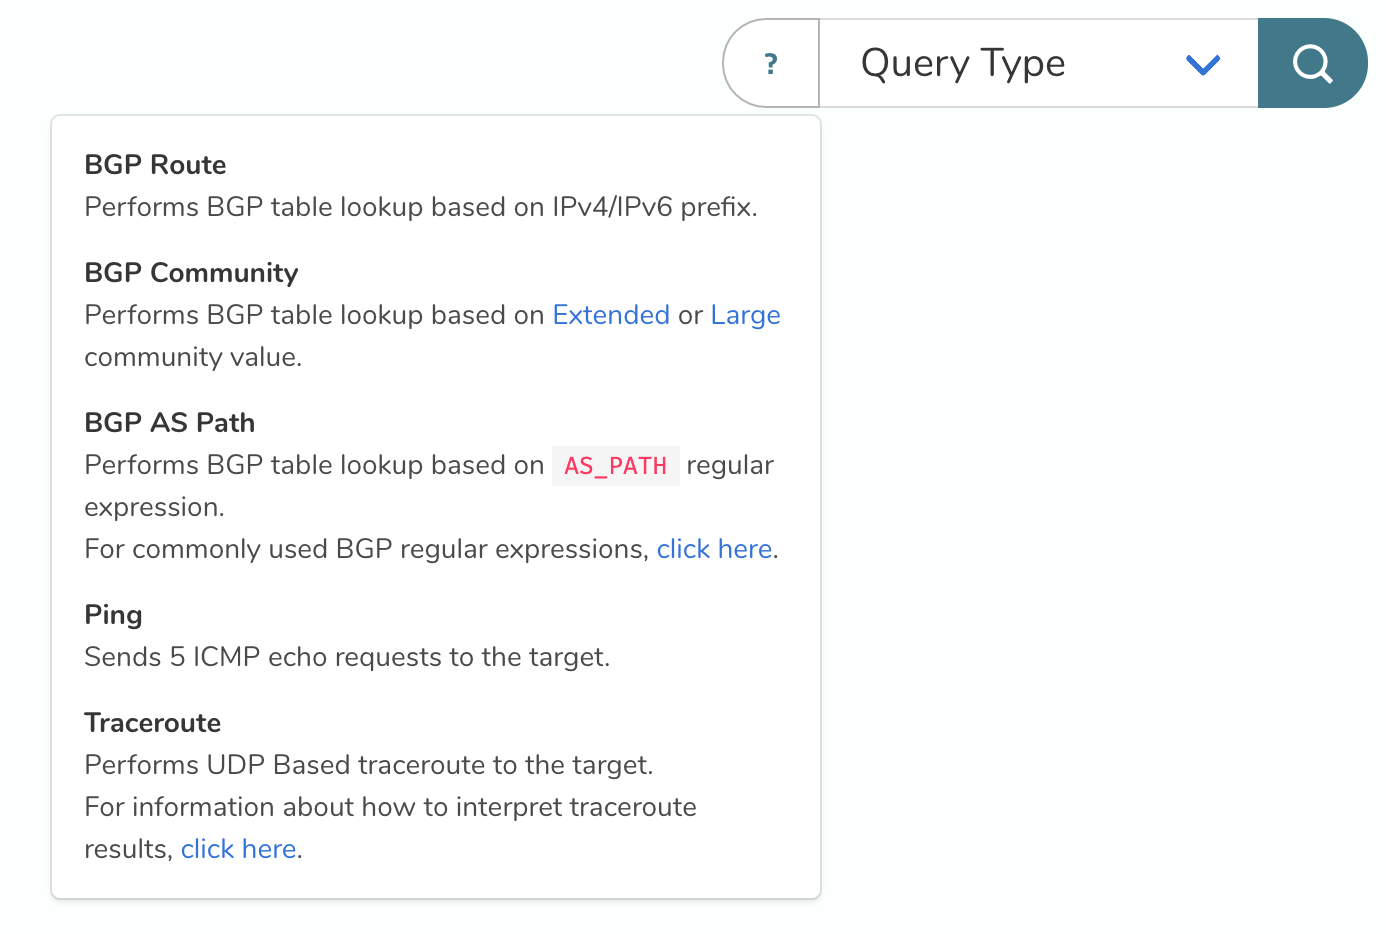 ? Query Type
BGP Route
Performs BGP table lookup based on IPv4/IPv6 prefix.
BGP Community
Performs BGP table lookup based on Extended or Large
community value.
BGP AS Path
Performs BGP table lookup based on AS_PATH regular
expression.
For commonly used BGP regular expressions, click here.
Ping
Sends 5 ICMP echo requests to the target.
Traceroute
Performs UDP Based traceroute to the target.
For information about how to interpret traceroute
results, click here.